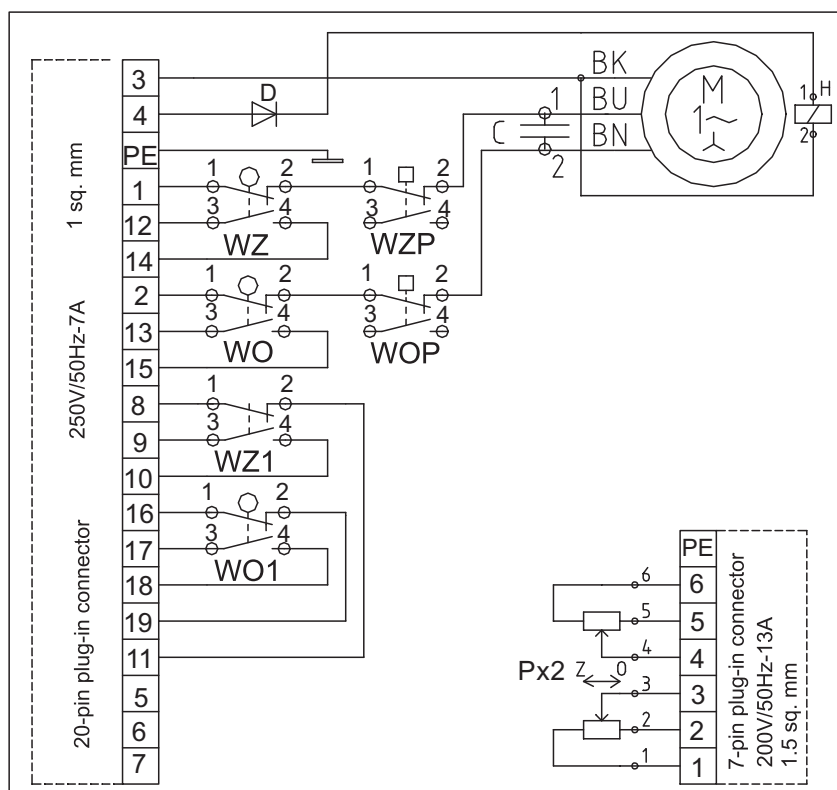 20-pin plug-in connector 250V/50Hz-7A 1 sq. mm
3
4
PE
1
12
14
2
13
15
8
9
10
16
17
18
19
11
5
6
7
D
BK
BU
BN
M
1~
1 H
2
C
1
2
1 2
3 4
WZ
1 2
3 4
WZP
1 2
3 4
WO
1 2
3 4
WOP
1 2
3 4
WZ1
1 2
3 4
WO1
Px2
Z O
6
5
4
3
2
1
PE
6
5
4
3
2
1
7-pin plug-in connector
200V/50Hz-13A
1.5 sq. mm